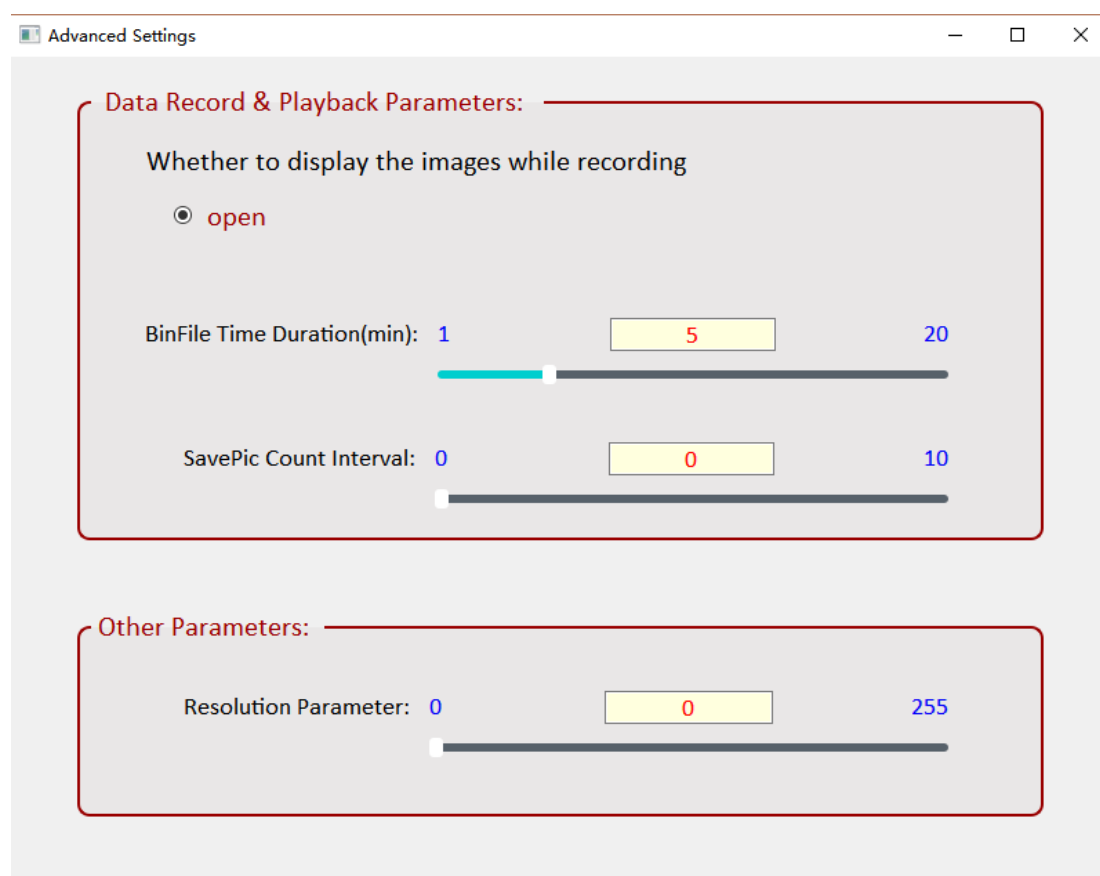 Advanced Settings
Data Record & Playback Parameters:
Whether to display the images while recording
open
BinFile Time Duration(min): 1 5 20
SavePic Count Interval: 0 0 10
Other Parameters:
Resolution Parameter: 0 0 255